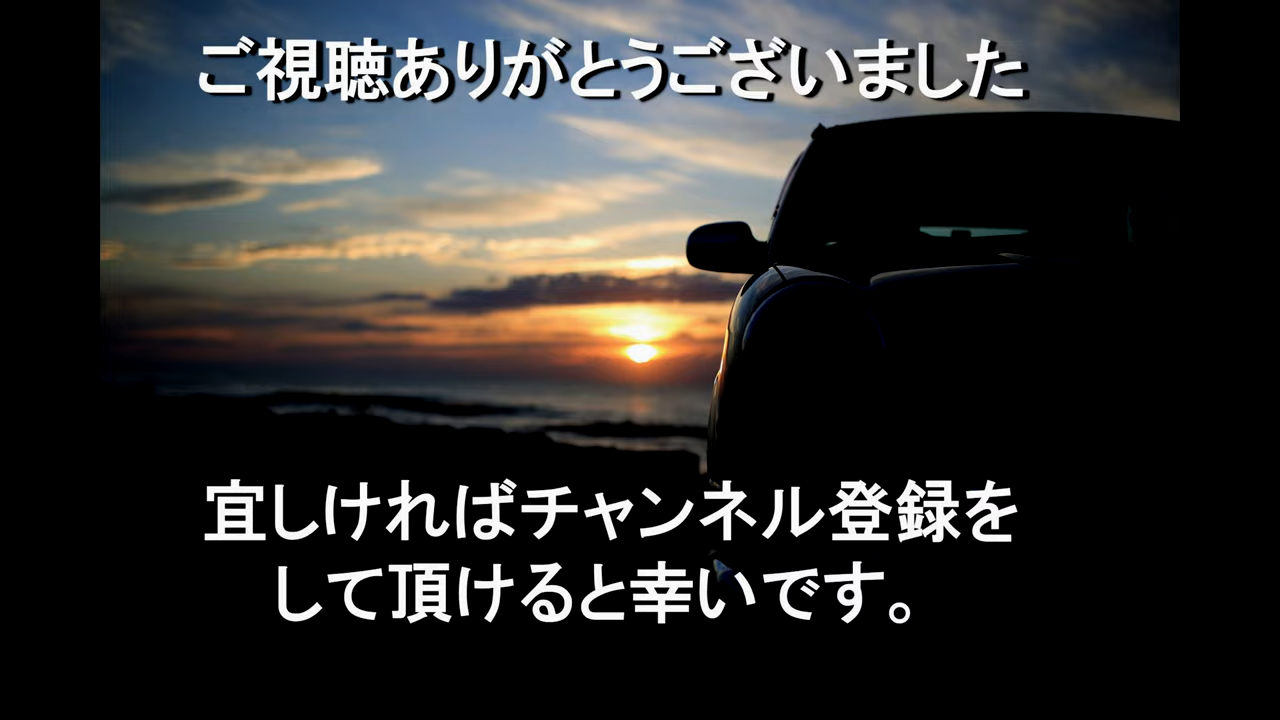 ご視聴ありがとうございました
宜しければチャンネル登録を
して頂けると幸いです。